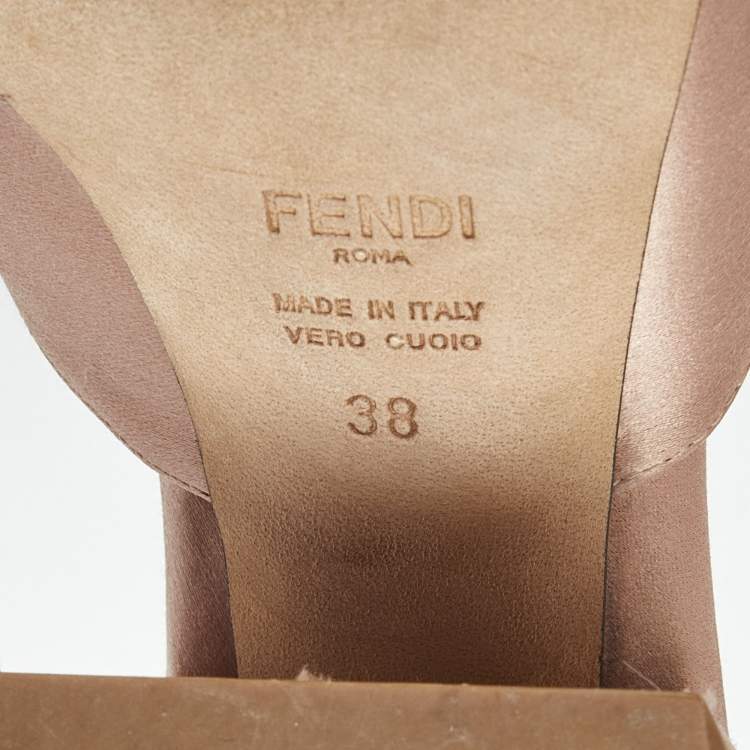 FENDI
ROMA
MADE IN ITALY
VERO CUOIO
38